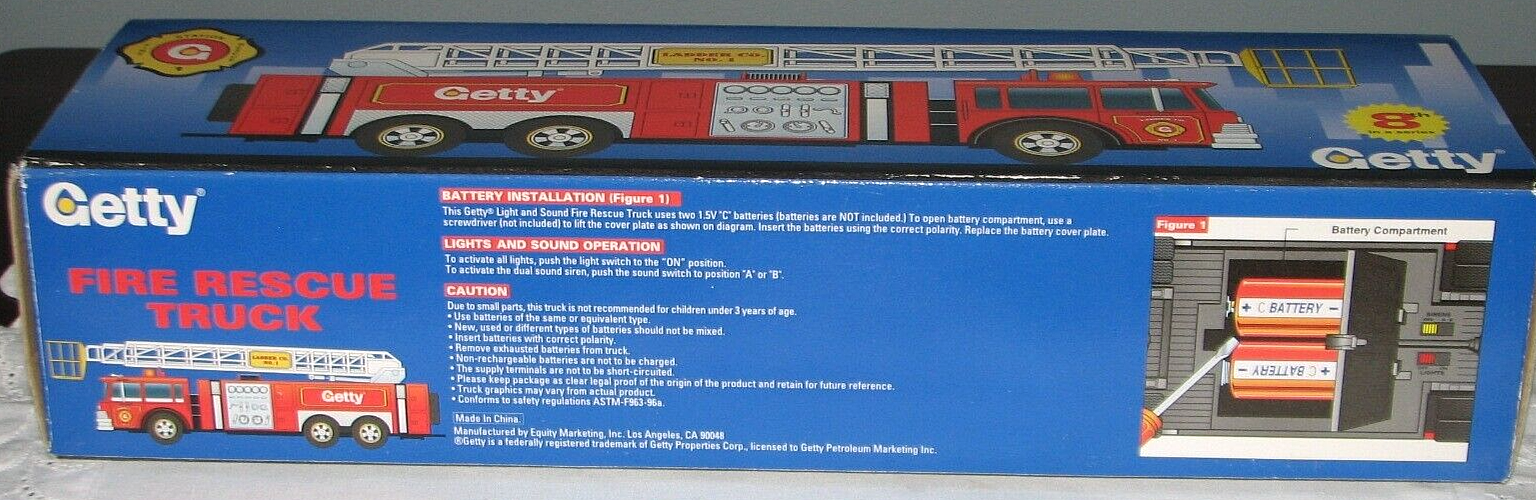 G
LADDER CO.
NO. 1
Getty
8th
in a series
Getty®
Getty®
FIRE RESCUE
TRUCK
LADDER CO.
NO. 1
Getty
BATTERY INSTALLATION (Figure 1)
This Getty® Light and Sound Fire Rescue Truck uses two 1.5V "C" batteries (batteries are NOT included.) To open battery compartment, use a
screwdriver (not included) to lift the cover plate as shown on diagram. Insert the batteries using the correct polarity. Replace the battery cover plate.
LIGHTS AND SOUND OPERATION
To activate all lights, push the light switch to the "ON" position.
To activate the dual sound siren, push the sound switch to position "A" or "B".
CAUTION
Due to small parts, this truck is not recommended for children under 3 years of age.
• Use batteries of the same or equivalent type.
• New, used or different types of batteries should not be mixed.
• Insert batteries with correct polarity.
• Remove exhausted batteries from truck.
• Non-rechargeable batteries are not to be charged.
• The supply terminals are not to be short-circuited.
• Please keep package as clear legal proof of the origin of the product and retain for future reference.
• Truck graphics may vary from actual product.
• Conforms to safety regulations ASTM-F963-96a.
Made In China.
Manufactured by Equity Marketing, Inc. Los Angeles, CA 90048
®Getty is a federally registered trademark of Getty Properties Corp., licensed to Getty Petroleum Marketing Inc.
Figure 1
Battery Compartment
+ C BATTERY −
+ C BATTERY −
SIRENS
LIGHTS